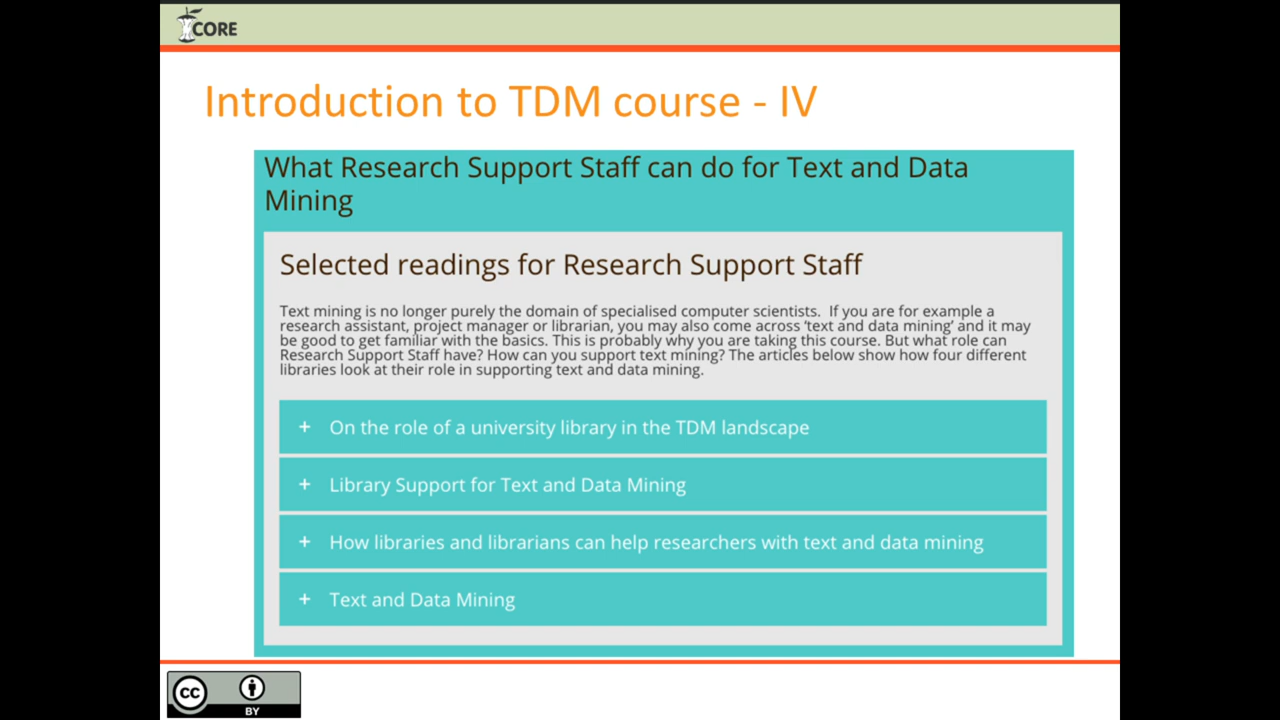 CORE
Introduction to TDM course - IV
What Research Support Staff can do for Text and Data
Mining
Selected readings for Research Support Staff
Text mining is no longer purely the domain of specialised computer scientists.  If you are for example a
research assistant, project manager or librarian, you may also come across ‘text and data mining’ and it may
be good to get familiar with the basics. This is probably why you are taking this course. But what role can
Research Support Staff have? How can you support text mining? The articles below show how four different
libraries look at their role in supporting text and data mining.
+ On the role of a university library in the TDM landscape
+ Library Support for Text and Data Mining
+ How libraries and librarians can help researchers with text and data mining
+ Text and Data Mining
cc
BY